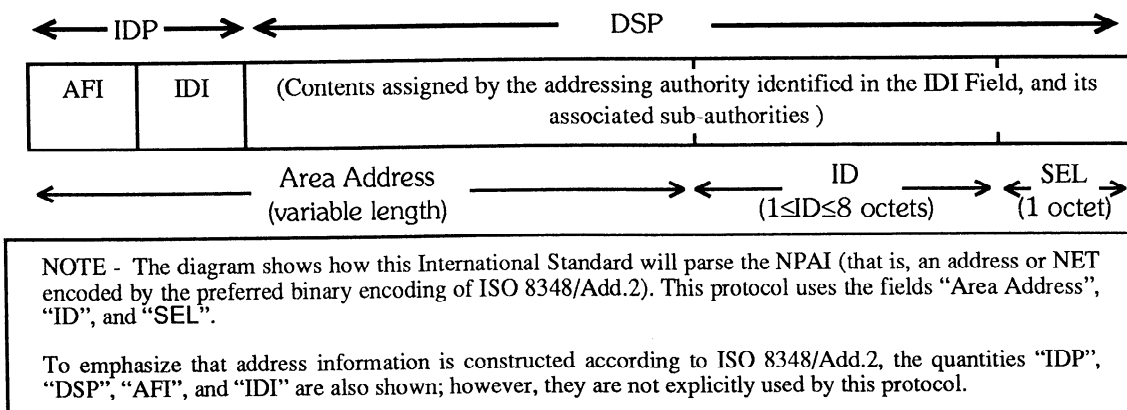 IDP DSP
AFI IDI (Contents assigned by the addressing authority identified in the IDI Field, and its
associated sub-authorities )
Area Address ID SEL
(variable length) (1≤ID≤8 octets) (1 octet)
NOTE - The diagram shows how this International Standard will parse the NPAI (that is, an address or NET
encoded by the preferred binary encoding of ISO 8348/Add.2). This protocol uses the fields “Area Address”,
“ID”, and “SEL”.
To emphasize that address information is constructed according to ISO 8348/Add.2, the quantities “IDP”,
“DSP”, “AFI”, and “IDI” are also shown; however, they are not explicitly used by this protocol.